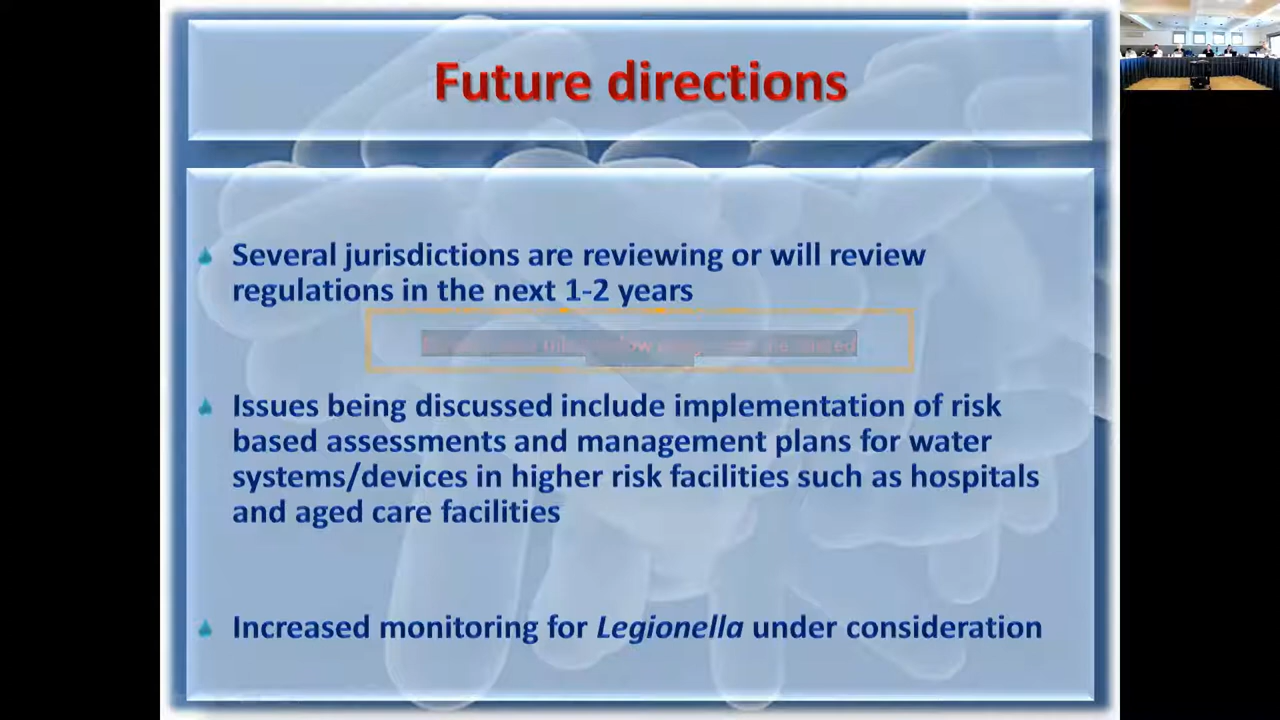 Future directions
Several jurisdictions are reviewing or will review
regulations in the next 1-2 years
Issues being discussed include implementation of risk
based assessments and management plans for water
systems/devices in higher risk facilities such as hospitals
and aged care facilities
Increased monitoring for Legionella under consideration